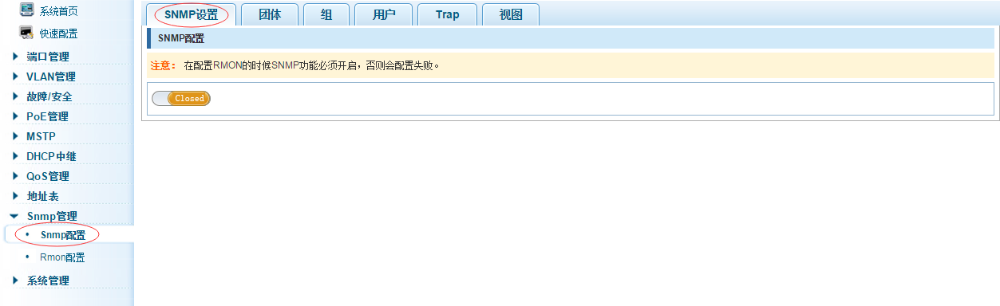 系统首页
快速配置
端口管理
VLAN管理
故障/安全
PoE管理
MSTP
DHCP中继
QoS管理
地址表
Snmp管理
Snmp配置
Rmon配置
系统管理
SNMP设置 团体 组 用户 Trap 视图
SNMP配置
注意： 在配置RMON的时候SNMP功能必须开启，否则会配置失败。
Closed